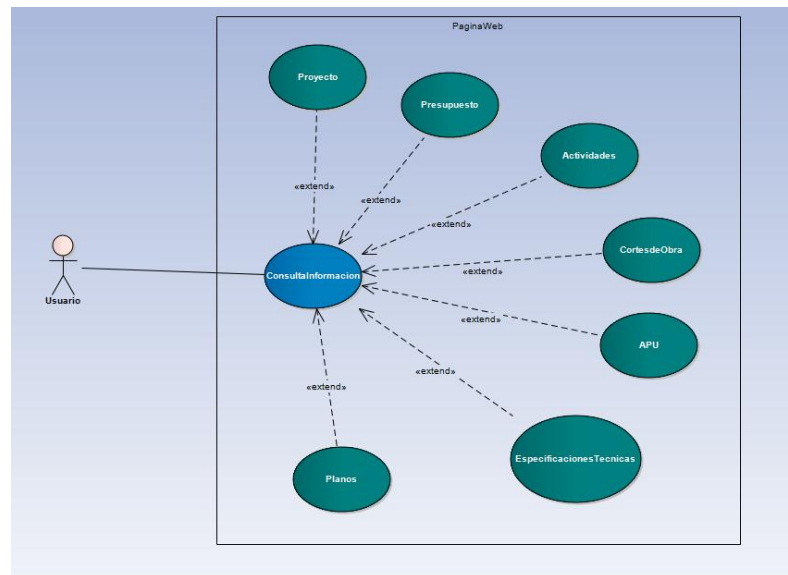 PaginaWeb
Proyecto
Presupuesto
Actividades
«extend»
«extend»
«extend»
CortesdeObra
Usuario
ConsultaInformacion
«extend»
«extend»
APU
«extend»
«extend»
EspecificacionesTecnicas
Planos